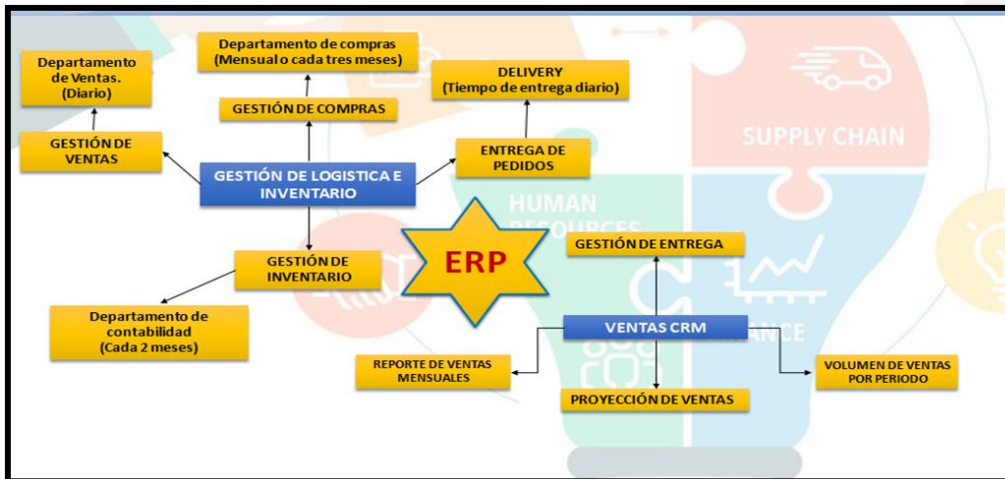 Departamento
de Ventas.
(Diario)
Departamento de compras
(Mensual o cada tres meses)
DELIVERY
(Tiempo de entrega diario)
GESTIÓN DE
VENTAS
GESTIÓN DE COMPRAS
ENTREGA DE
PEDIDOS
SUPPLY CHAIN
GESTIÓN DE LOGISTICA E
INVENTARIO
HUMAN
RESOURCES
ERP
GESTIÓN DE
INVENTARIO
GESTIÓN DE ENTREGA
Departamento de
contabilidad
(Cada 2 meses)
VENTAS CRM
REPORTE DE VENTAS
MENSUALES
PROYECCIÓN DE VENTAS
VOLUMEN DE VENTAS
POR PERIODO